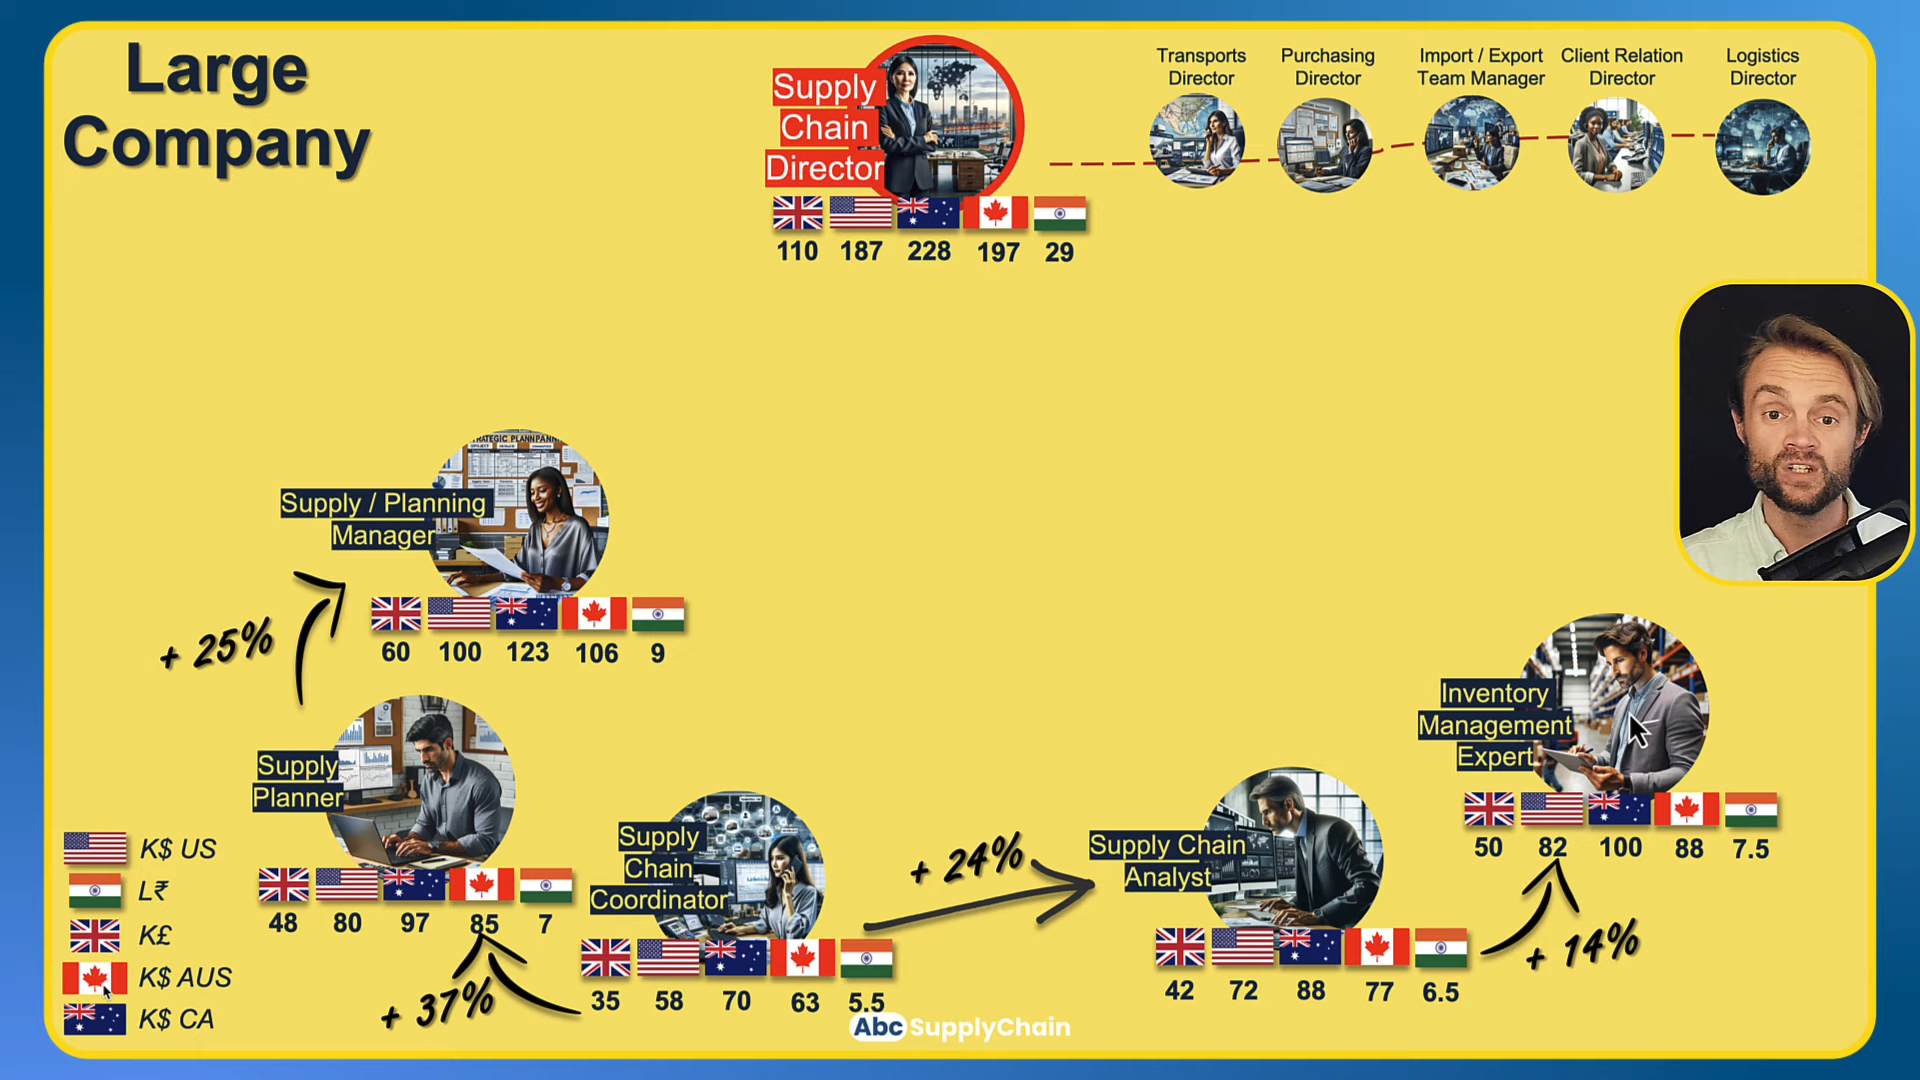 Large
Company
Supply
Chain
Director
110 187 228 197 29
Transports
Director
Purchasing
Director
Import / Export
Team Manager
Client Relation
Director
Logistics
Director
Supply / Planning
Manager
60 100 123 106 9
+ 25%
Supply
Planner
48 80 97 85 7
+ 37%
Supply
Chain
Coordinator
35 58 70 63 5.5
+ 24%
Supply Chain
Analyst
42 72 88 77 6.5
+ 14%
Inventory
Management
Expert
50 82 100 88 7.5
K$ US
L₹
K£
K$ AUS
K$ CA
Abc SupplyChain